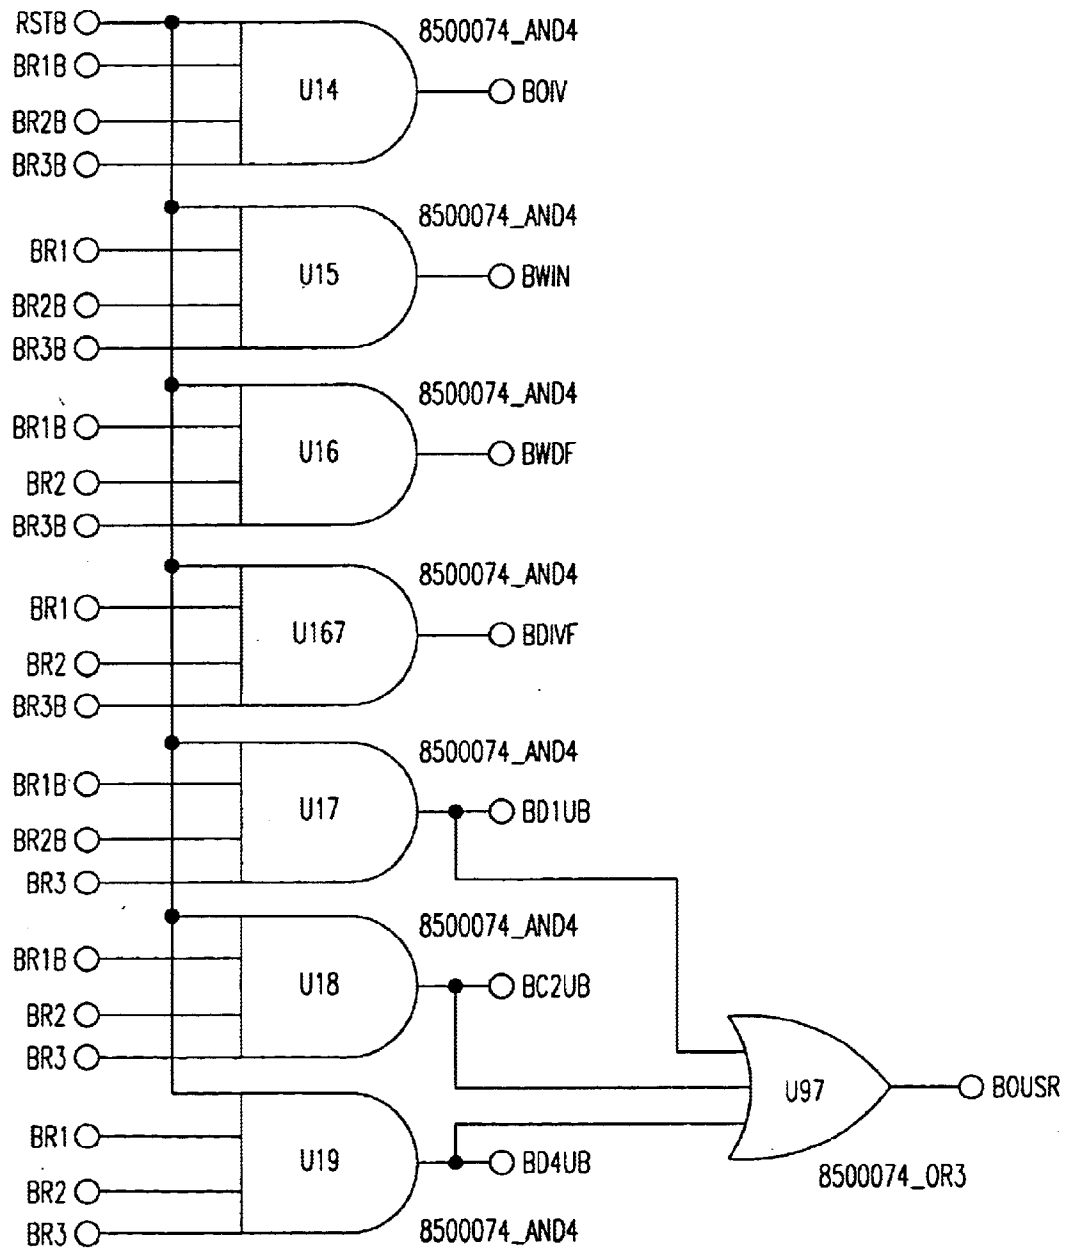 RSTB
8500074_AND4
BR1B
U14
BOIV
BR2B
BR3B
8500074_AND4
BR1
U15
BWIN
BR2B
BR3B
8500074_AND4
BR1B
U16
BWDF
BR2
BR3B
8500074_AND4
BR1
U167
BDIVF
BR2
BR3B
8500074_AND4
BR1B
U17
BD1UB
BR2B
BR3
8500074_AND4
BR1B
U18
BC2UB
BR2
BR3
U97
BOUSR
BR1
U19
BD4UB
8500074_OR3
BR2
BR3
8500074_AND4